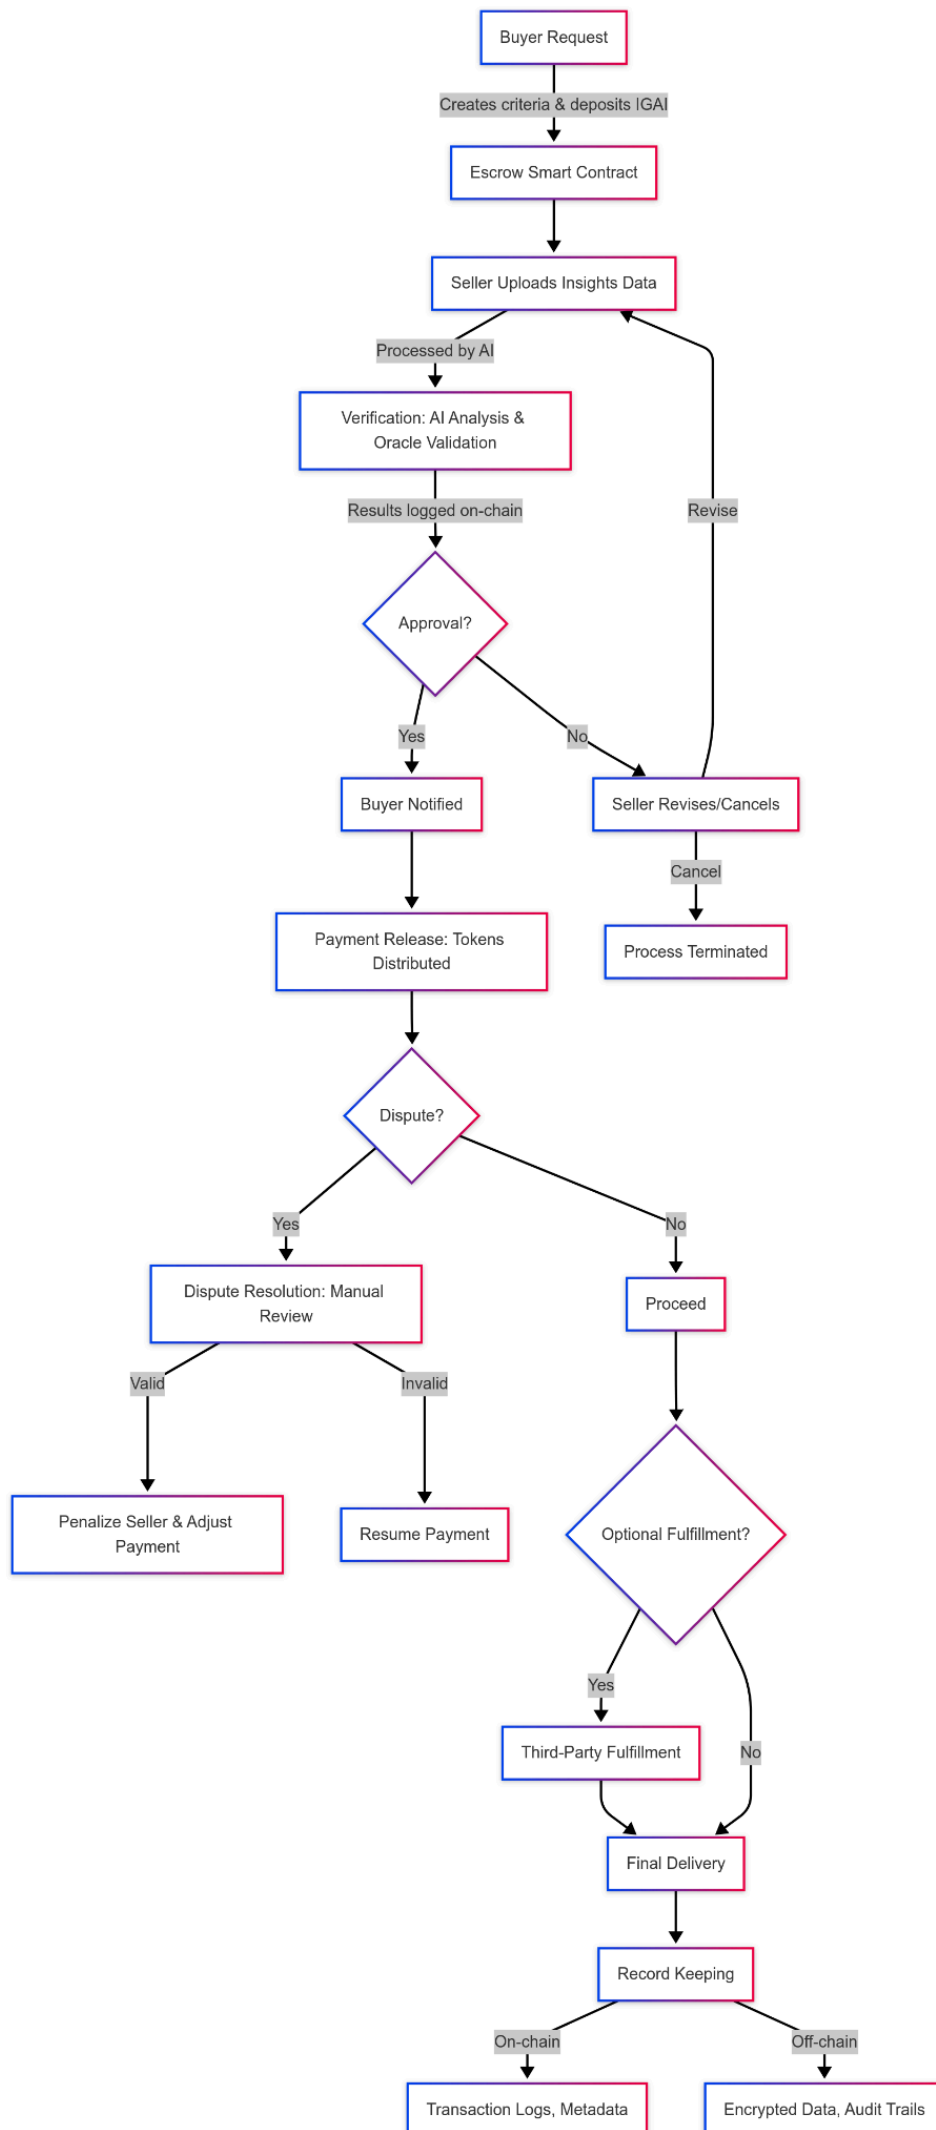 Buyer Request
Creates criteria & deposits IGAI
Escrow Smart Contract
Seller Uploads Insights Data
Processed by AI
Verification: AI Analysis &
Oracle Validation
Results logged on-chain
Revise
Approval?
Yes
No
Buyer Notified
Seller Revises/Cancels
Cancel
Payment Release: Tokens
Distributed
Process Terminated
Dispute?
Yes
No
Dispute Resolution: Manual
Review
Proceed
Valid
Invalid
Penalize Seller & Adjust
Payment
Resume Payment
Optional Fulfillment?
Yes
Third-Party Fulfillment
No
Final Delivery
Record Keeping
On-chain
Off-chain
Transaction Logs, Metadata
Encrypted Data, Audit Trails